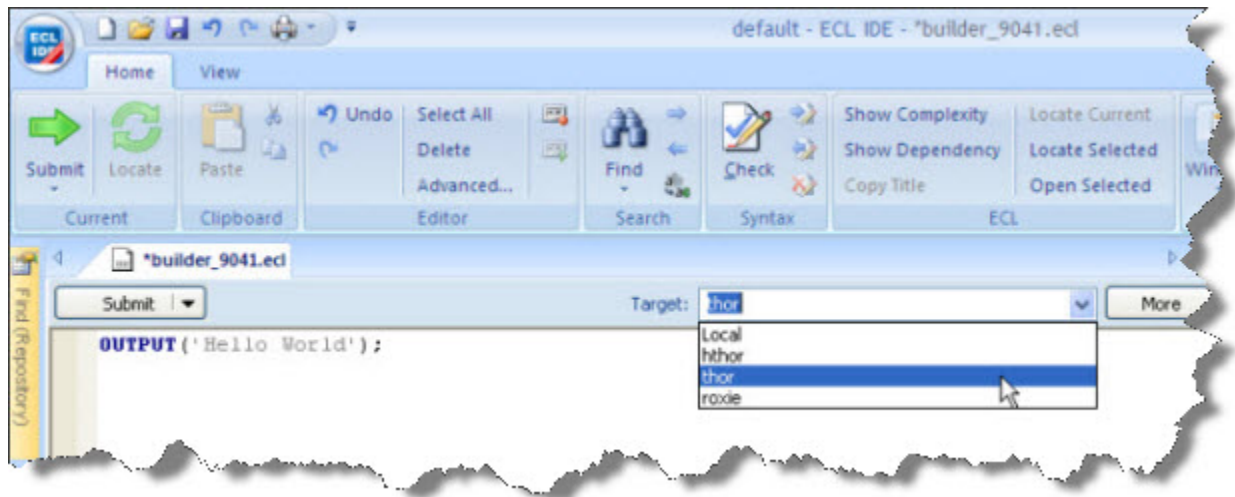 ECL IDE
default - ECL IDE - *builder_9041.ecl
Home View
Submit Locate Paste Undo Select All Delete Advanced... Find Check Show Complexity Show Dependency Copy Title Locate Current Locate Selected Open Selected
Current Clipboard Editor Search Syntax ECL
*builder_9041.ecl
Find (Repository)
Submit Target: thor More
OUTPUT('Hello World');
Local
hthor
thor
roxie